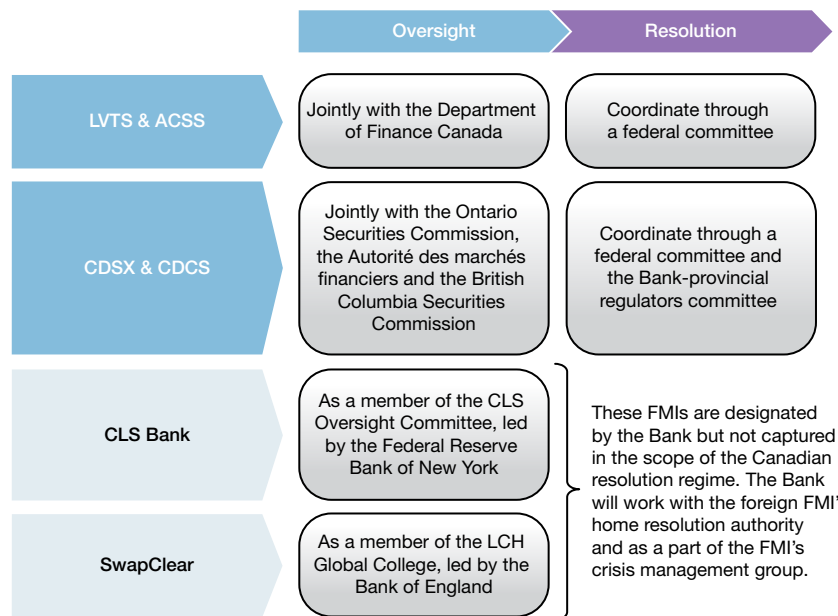 Oversight
Resolution
LVTS & ACSS
Jointly with the Department
of Finance Canada
Coordinate through
a federal committee
CDSX & CDCS
Jointly with the Ontario
Securities Commission,
the Autorité des marchés
financiers and the British
Columbia Securities
Commission
Coordinate through a
federal committee and
the Bank-provincial
regulators committee
CLS Bank
As a member of the CLS
Oversight Committee, led
by the Federal Reserve
Bank of New York
SwapClear
As a member of the LCH
Global College, led by the
Bank of England
These FMIs are designated
by the Bank but not captured
in the scope of the Canadian
resolution regime. The Bank
will work with the foreign FMI’
home resolution authority
and as a part of the FMI’s
crisis management group.